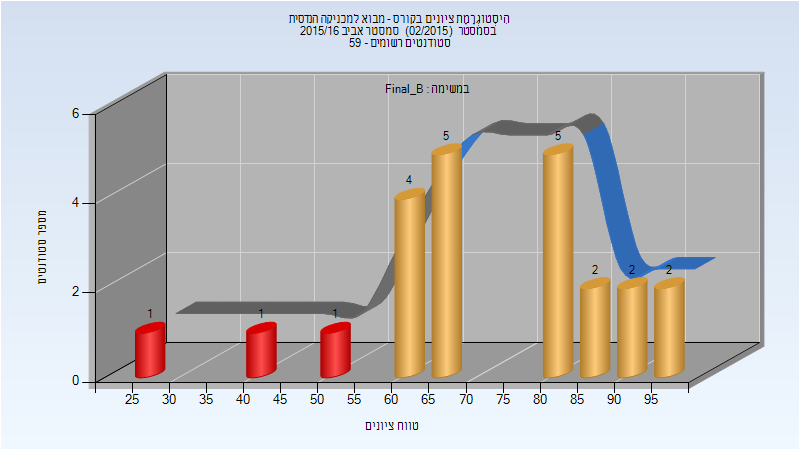 היסטוגרמת ציונים בקורס - מבוא למכניקה הנדסית
בסמסטר (02/2015) סמסטר אביב 2015/16
סטודנטים רשומים - 59
במשימה : Final_B
מספר סטודנטים
6
4
2
0
1
1
1
4
5
5
2
2
2
25 30 35 40 45 50 55 60 65 70 75 80 85 90 95
טווח ציונים